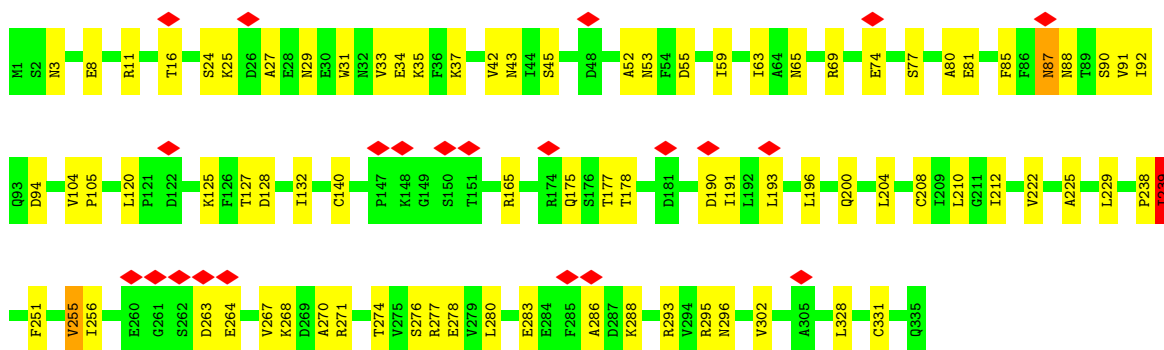 M1 S2 N3 E8 R11 T16 S24 K25 D26 A27 E28 N29 E30 W31 N32 V33 E34 K35 F36 K37 V42 N43 I44 S45 D48 A52 N53 F54 D55 I59 I63 A64 N65 R69 E74 S77 A80 E81 F85 F86 N87 N88 T89 S90 V91 I92
Q93 D94 V104 P105 L120 P121 D122 K125 F126 T127 D128 I132 C140 P147 K148 G149 S150 T151 R165 R174 Q175 S176 T177 T178 D181 D190 I191 L192 L193 L196 Q200 L204 C208 I209 L210 G211 I212 V222 A225 L229 P238 I239
F251 V255 I256 E260 G261 S262 D263 E264 V267 K268 D269 A270 R271 T274 V275 S276 R277 E278 V279 L280 E283 E284 F285 A286 D287 K288 R293 V294 R295 N296 V302 A305 L328 C331 Q335